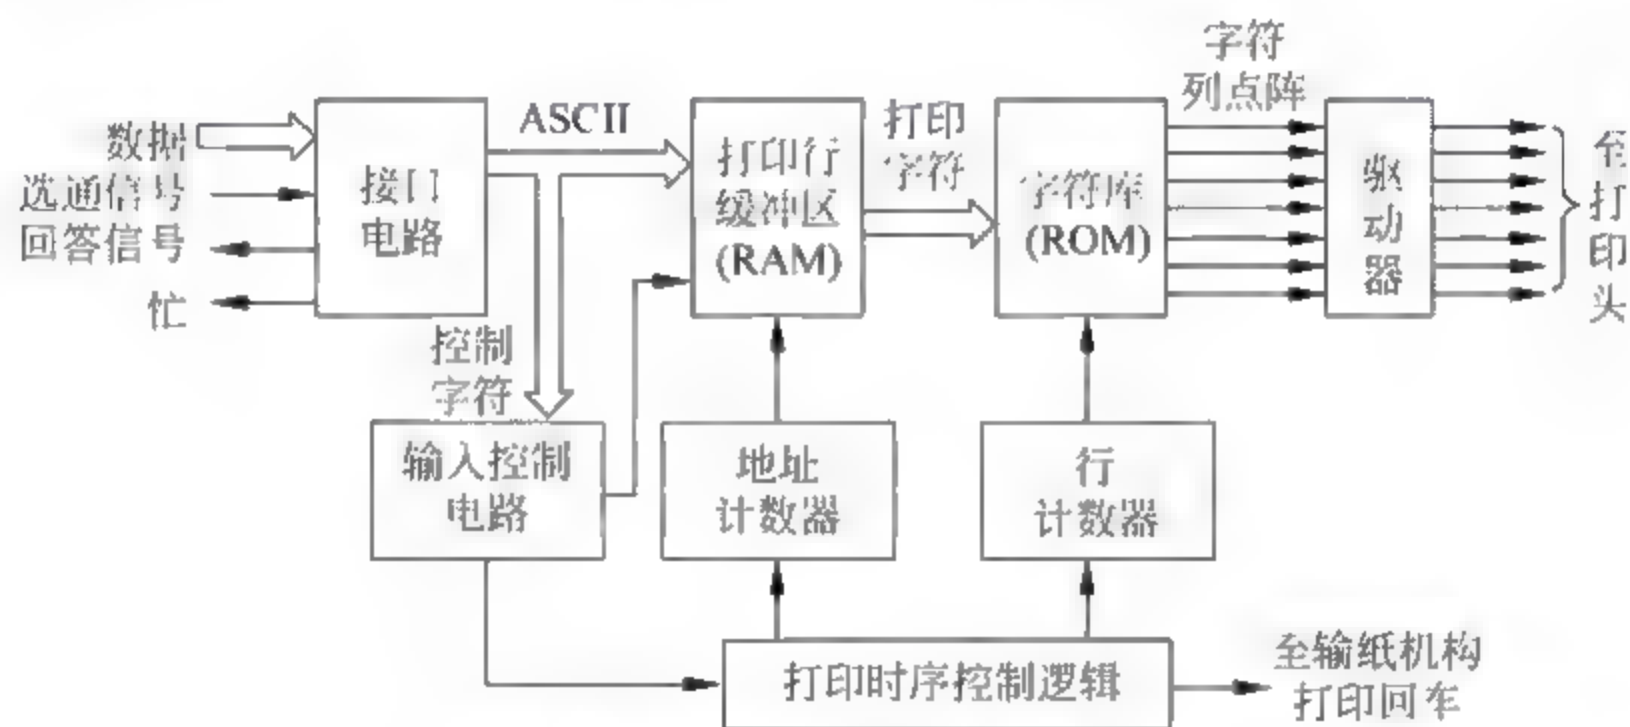 字符
列点阵
数据
选通信号
回答信号
忙
接口
电路
ASCII
打印行
缓冲区
(RAM)
打印
字符
字符库
(ROM)
驱
动
器
至
打
印
头
控制
字符
输入控制
电路
地址
计数器
行
计数器
打印时序控制逻辑
至输纸机构
打印回车